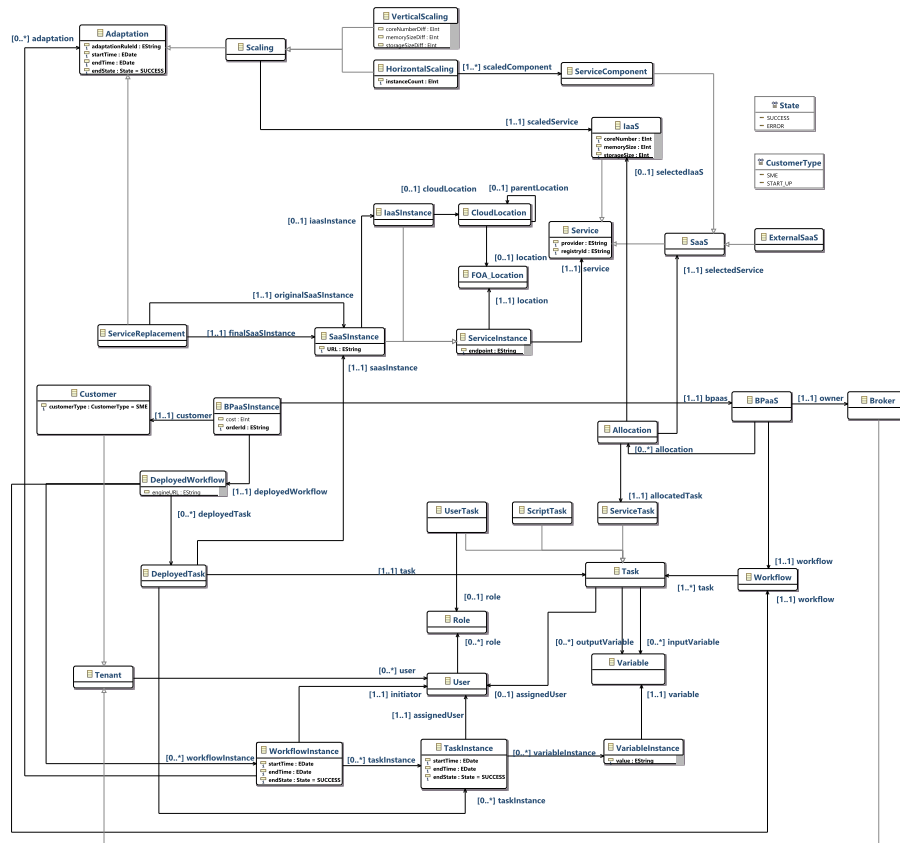 VerticalScaling
coreNumberDiff : EInt
memorySizeDiff : EInt
storageSizeDiff : EInt
[0..*] adaptation
Adaptation
adaptationRuleId : EString
startTime : EDate
endTime : EDate
endState : State = SUCCESS
Scaling
HorizontalScaling
instanceCount : EInt
[1..*] scaledComponent
ServiceComponent
State
SUCCESS
ERROR
[1..1] scaledService
IaaS
coreNumber : EInt
memorySize : EInt
storageSize : EInt
CustomerType
SME
START_UP
[0..1] selectedIaaS
[0..1] cloudLocation
[0..1] parentLocation
[0..1] iaasInstance
IaaSInstance
CloudLocation
Service
provider : EString
registryId : EString
SaaS
ExternalSaaS
[0..1] location
[1..1] service
[1..1] selectedService
FOA_Location
[1..1] originalSaaSInstance
[1..1] location
ServiceReplacement
[1..1] finalSaaSInstance
SaaSInstance
URL : EString
ServiceInstance
endpoint : EString
[1..1] saasInstance
Customer
customerType : CustomerType = SME
[1..1] customer
BPaaSInstance
cost : EInt
orderId : EString
[1..1] bpaas
BPaaS
[1..1] owner
Broker
Allocation
[0..*] allocation
DeployedWorkflow
engineURL : EString
[1..1] deployedWorkflow
[1..1] allocatedTask
[0..*] deployedTask
UserTask
ScriptTask
ServiceTask
[1..1] workflow
DeployedTask
[1..1] task
Task
[1..*] task
Workflow
[1..1] workflow
[0..1] role
Role
[0..*] role
[0..*] outputVariable
[0..*] inputVariable
Variable
Tenant
[0..*] user
User
[1..1] initiator
[0..1] assignedUser
[1..1] variable
[1..1] assignedUser
[0..*] workflowInstance
WorkflowInstance
startTime : EDate
endTime : EDate
endState : State = SUCCESS
[0..*] taskInstance
TaskInstance
startTime : EDate
endTime : EDate
endState : State = SUCCESS
[0..*] variableInstance
VariableInstance
value : EString
[0..*] taskInstance